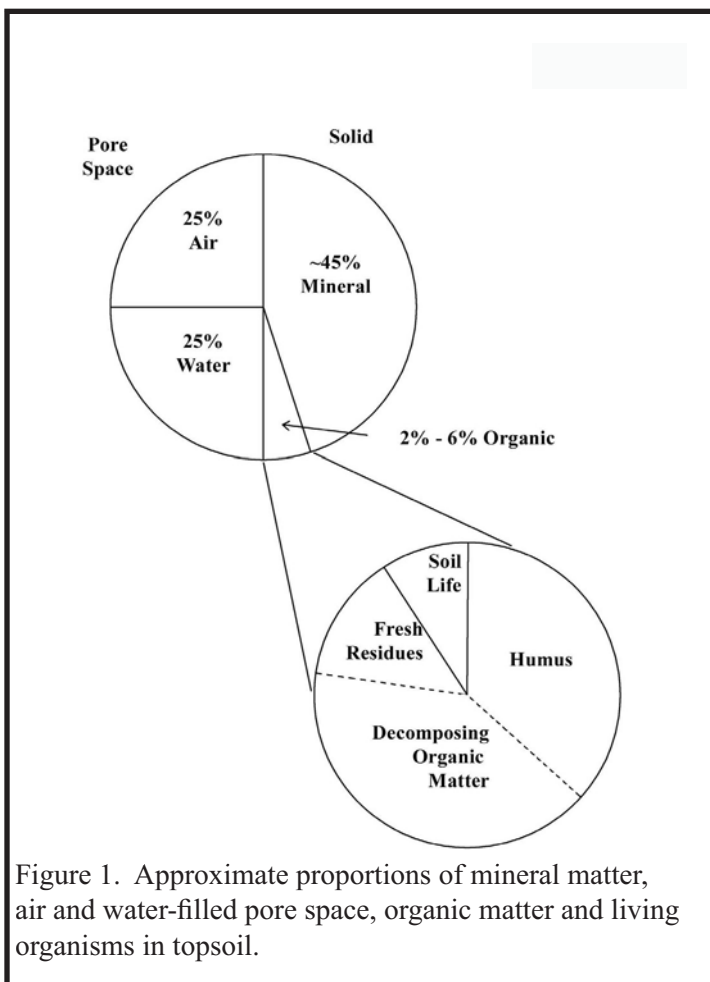 Pore
Space
Solid
25%
Air
~45%
Mineral
25%
Water
2% - 6% Organic
Soil
Life
Fresh
Residues
Humus
Decomposing
Organic
Matter
Figure 1.  Approximate proportions of mineral matter,
air and water-filled pore space, organic matter and living
organisms in topsoil.